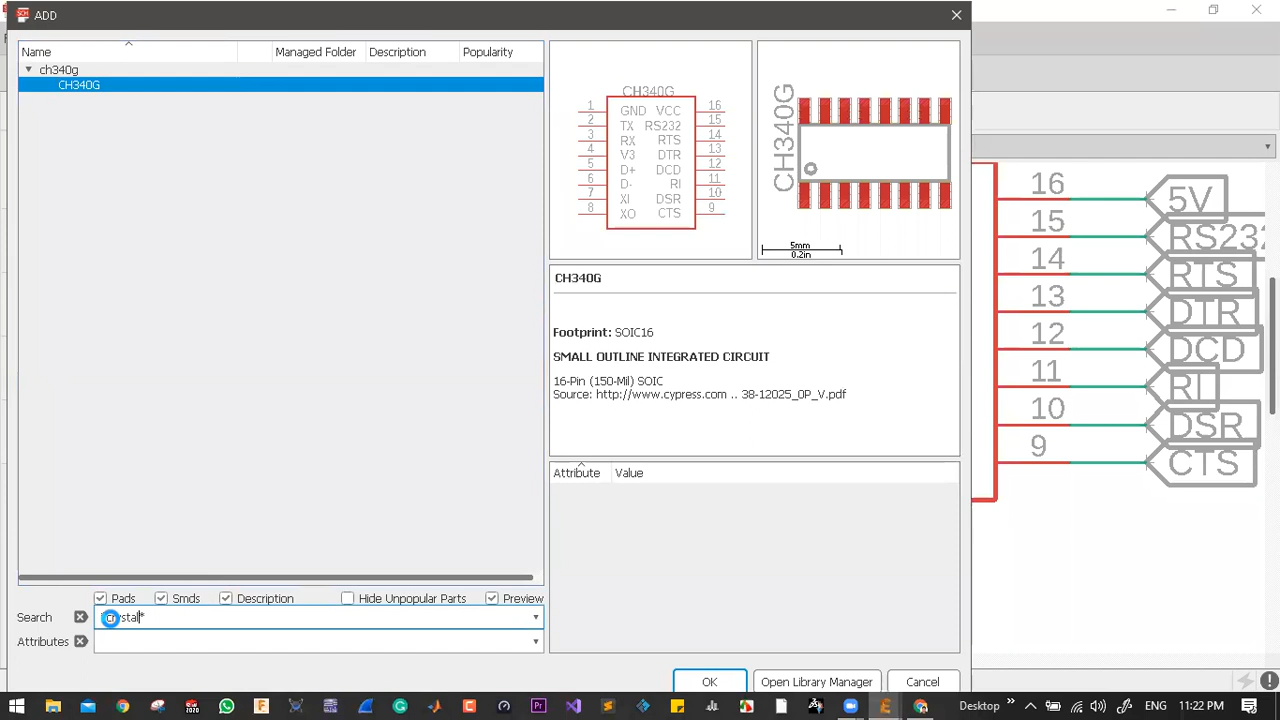 ADD
Name Managed Folder Description Popularity
ch340g
CH340G
CH340G
1 GND VCC 16
2 TX RS232 15
3 RX RTS 14
4 V3 DTR 13
5 D+ DCD 12
6 D- RI 11
7 XI DSR 10
8 XO CTS 9
CH340G
5mm
0.2in
CH340G
Footprint: SOIC16
SMALL OUTLINE INTEGRATED CIRCUIT
16-Pin (150-Mil) SOIC
Source: http://www.cypress.com .. 38-12025_0P_V.pdf
Attribute Value
16 5V
15 RS232
14 RTS
13 DTR
12 DCD
11 RI
10 DSR
9 CTS
Pads Smds Description Hide Unpopular Parts Preview
Search crystal*
Attributes
OK Open Library Manager Cancel
Desktop ENG 11:22 PM